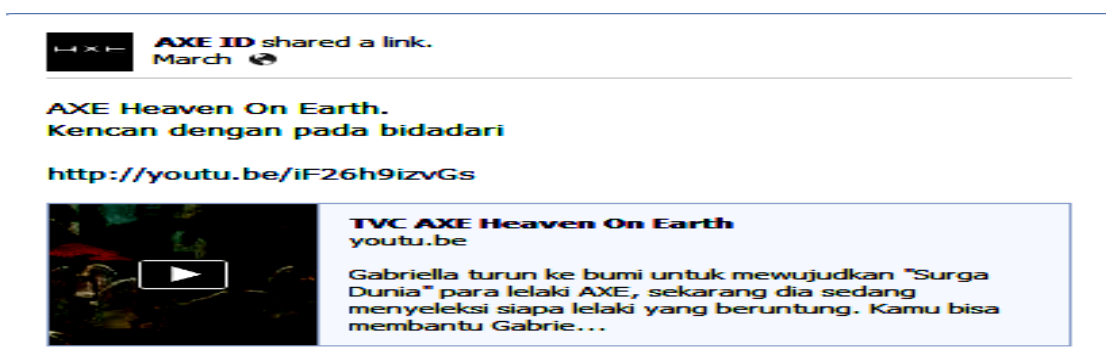 AXE
AXE ID shared a link.
March
AXE Heaven On Earth.
Kencan dengan pada bidadari
http://youtu.be/iF26h9izvGs
TVC AXE Heaven On Earth
youtu.be
Gabriella turun ke bumi untuk mewujudkan "Surga
Dunia" para lelaki AXE, sekarang dia sedang
menyeleksi siapa lelaki yang beruntung. Kamu bisa
membantu Gabrie...